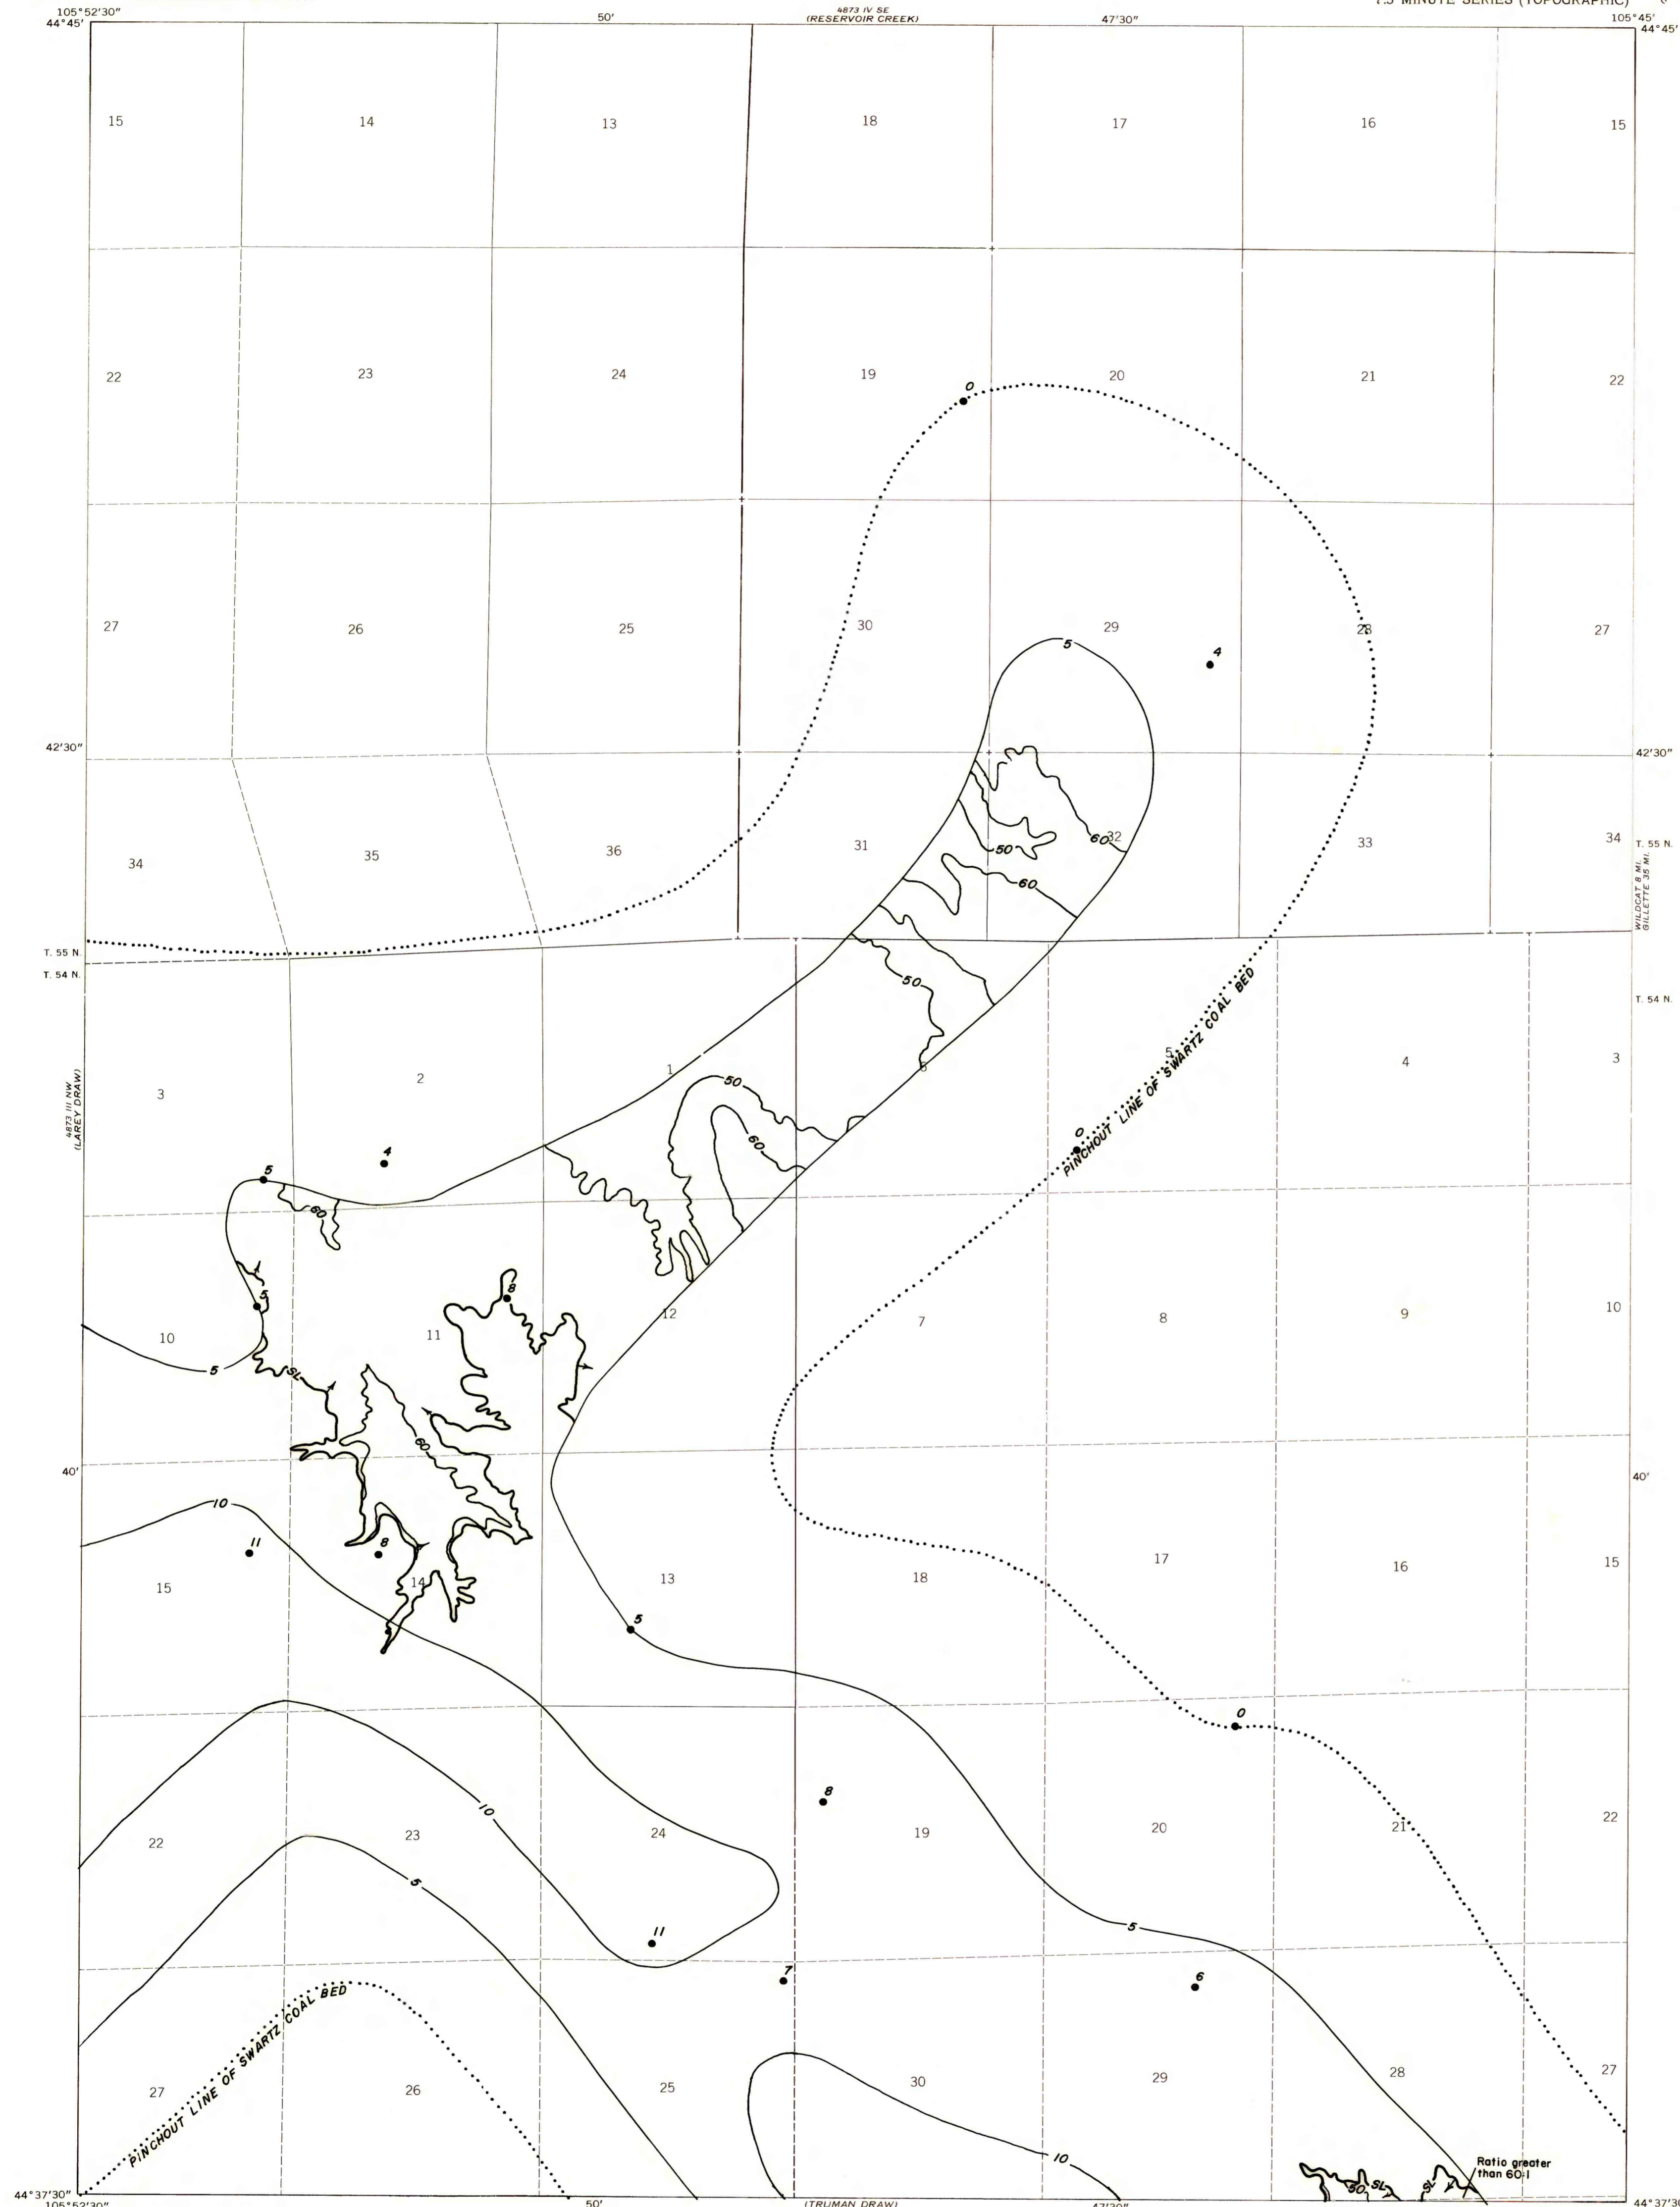 7.5 MINUTE SERIES (TOPOGRAPHIC)
105°52'30"
44°45'
50'
4873 IV SE
(RESERVOIR CREEK)
47'30"
105°45'
44°45'
15 14 13 18 17 16 15
22 23 24 19 20 21 22
0
27 26 25 30 29 28 27
5
4
42'30"
42'30"
34 35 36 31 32 33 34
60
50
60
T. 55 N.
WILDCAT 8 MI.
GILLETTE 35 MI.
T. 55 N.
T. 54 N.
T. 54 N.
50
PINCHOUT LINE OF SWARTZ COAL BED
3 2 1 6 5 4 3
4873 III NW
(LAREY DRAW)
50
60
0
4
5
60
5
8
10 11 12 7 8 9 10
5
SL
60
40'
40'
10
11
8
15 14 13 18 17 16 15
5
0
8
10
22 23 24 19 20 21 22
5
11
5
7
6
PINCHOUT LINE OF SWARTZ COAL BED
27 26 25 30 29 28 27
10
Ratio greater
than 60:1
50 SL
SL
44°37'30"
105°52'30"
50'
(TRUMAN DRAW)
47'30"
44°37'30"